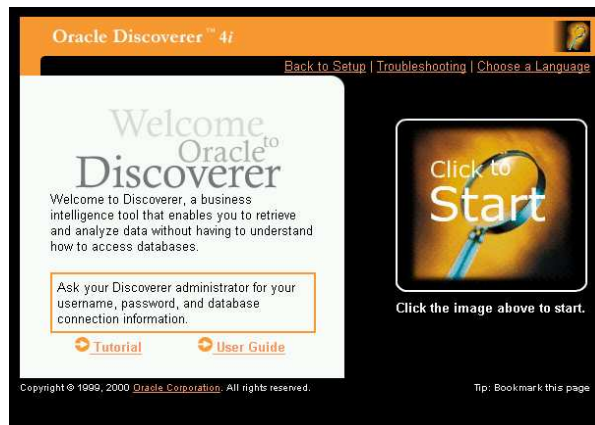 Oracle Discoverer ™ 4i
Back to Setup | Troubleshooting | Choose a Language
Welcome
to
Oracle
Discoverer
Welcome to Discoverer, a business
intelligence tool that enables you to retrieve
and analyze data without having to understand
how to access databases.
Ask your Discoverer administrator for your
username, password, and database
connection information.
Tutorial
User Guide
Click to
Start
Click the image above to start.
Copyright © 1999, 2000 Oracle Corporation. All rights reserved.
Tip: Bookmark this page